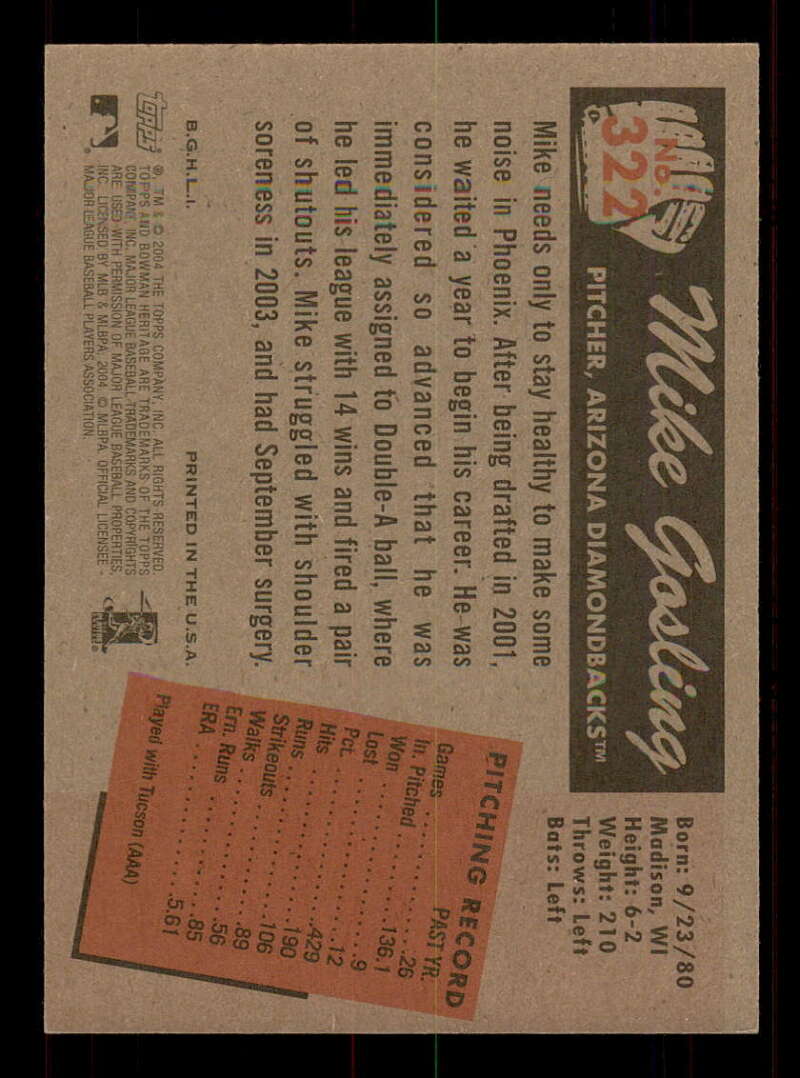 No.
322
Mike Gosling
PITCHER, ARIZONA DIAMONDBACKS™
Born: 9/23/80
Madison, WI
Height: 6-2
Weight: 210
Throws: Left
Bats: Left
Mike needs only to stay healthy to make some
noise in Phoenix. After being drafted in 2001,
he waited a year to begin his career. He was
considered so advanced that he was
immediately assigned to Double-A ball, where
he led his league with 14 wins and fired a pair
of shutouts. Mike struggled with shoulder
soreness in 2003, and had September surgery.
PITCHING RECORD
PAST YR.
Games ..........26
In. Pitched ..........136.1
Won ..........9
Lost ..........12
Pct. ..........429
Hits ..........190
Runs ..........106
Strikeouts ..........89
Walks ..........56
Ern. Runs ..........85
ERA ..........5.61
Played with Tucson (AAA)
B.G.H.L.I. PRINTED IN THE U.S.A.
topps
®, TM & © 2004 THE TOPPS COMPANY, INC. ALL RIGHTS RESERVED.
TOPPS AND BOWMAN HERITAGE ARE TRADEMARKS OF THE TOPPS
COMPANY, INC. MAJOR LEAGUE BASEBALL TRADEMARKS AND COPYRIGHTS
ARE USED WITH PERMISSION OF MAJOR LEAGUE BASEBALL PROPERTIES,
INC. LICENSED BY MLB & MLBPA, 2004 © MLBPA. OFFICIAL LICENSEE -
MAJOR LEAGUE BASEBALL PLAYERS ASSOCIATION.